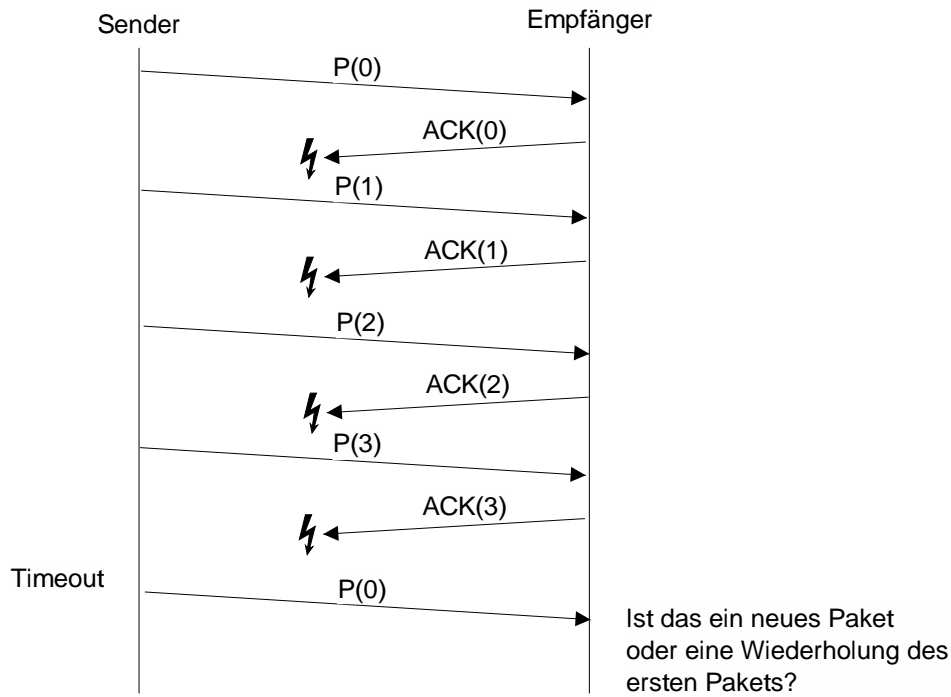 Sender
Empfänger
P(0)
ACK(0)
P(1)
ACK(1)
P(2)
ACK(2)
P(3)
ACK(3)
Timeout
P(0)
Ist das ein neues Paket
oder eine Wiederholung des
ersten Pakets?